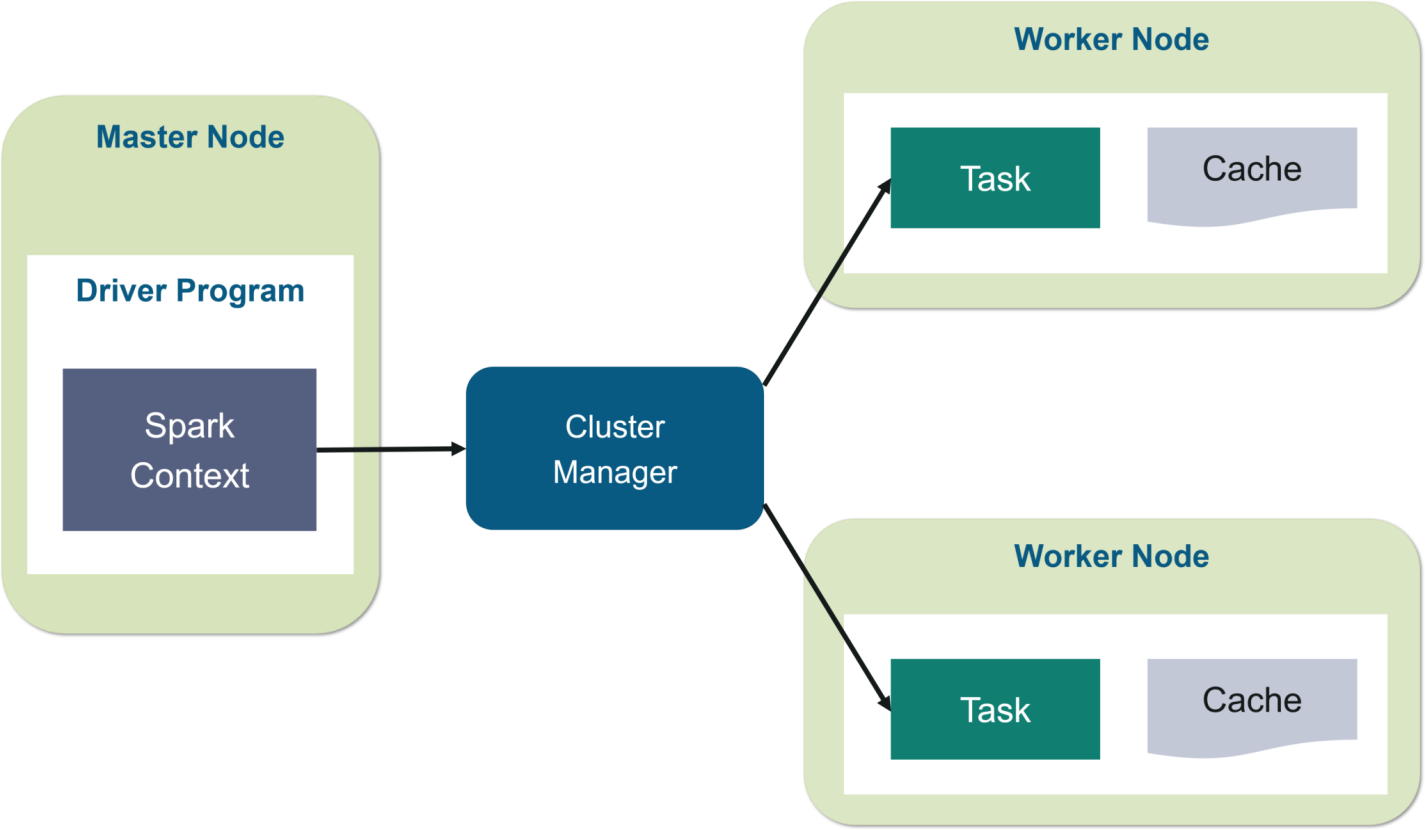 Master Node
Driver Program
Spark
Context
Cluster
Manager
Worker Node
Task
Cache
Worker Node
Task
Cache